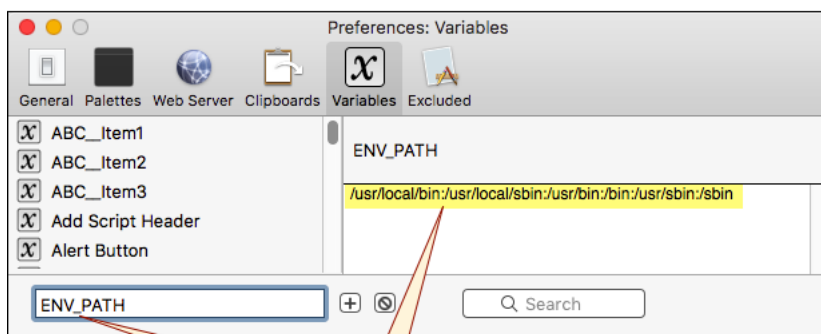 Preferences: Variables
General Palettes Web Server Clipboards Variables Excluded
ABC__Item1
ABC__Item2
ABC__Item3
Add Script Header
Alert Button
ENV_PATH
/usr/local/bin:/usr/local/sbin:/usr/bin:/bin:/usr/sbin:/sbin
ENV_PATH
Search